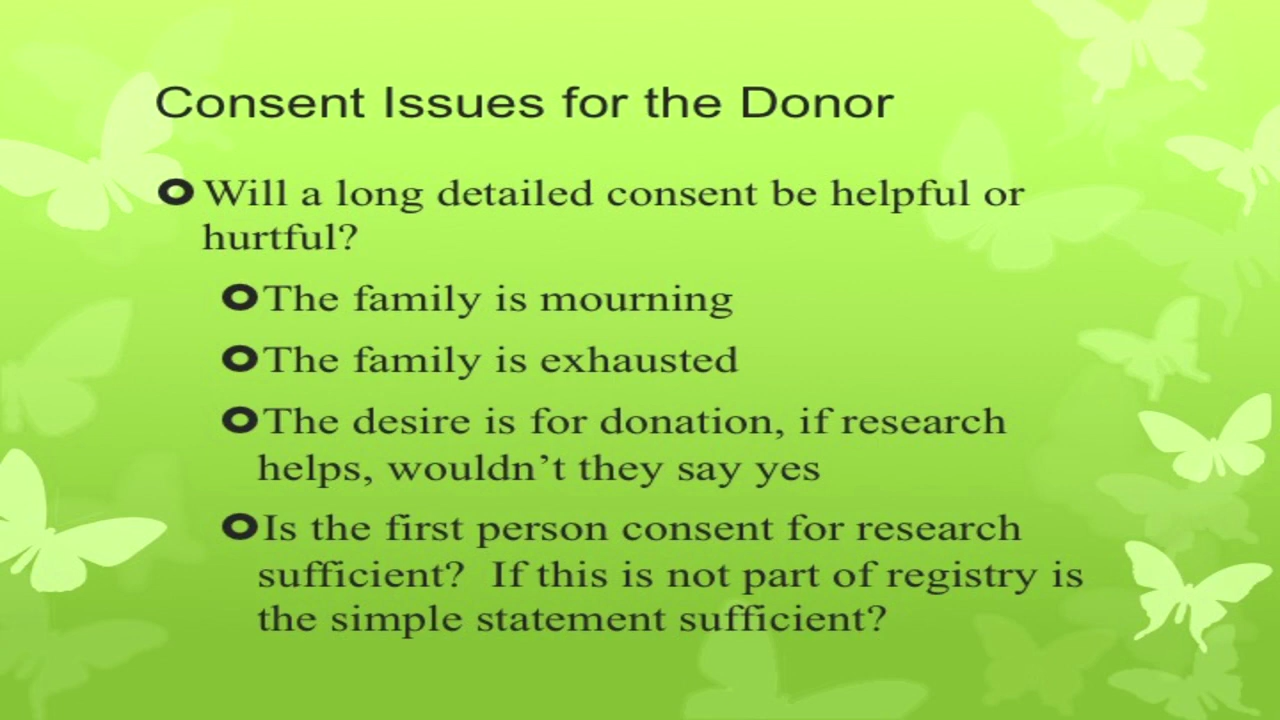 Consent Issues for the Donor
Will a long detailed consent be helpful or
hurtful?
The family is mourning
The family is exhausted
The desire is for donation, if research
helps, wouldn’t they say yes
Is the first person consent for research
sufficient?  If this is not part of registry is
the simple statement sufficient?